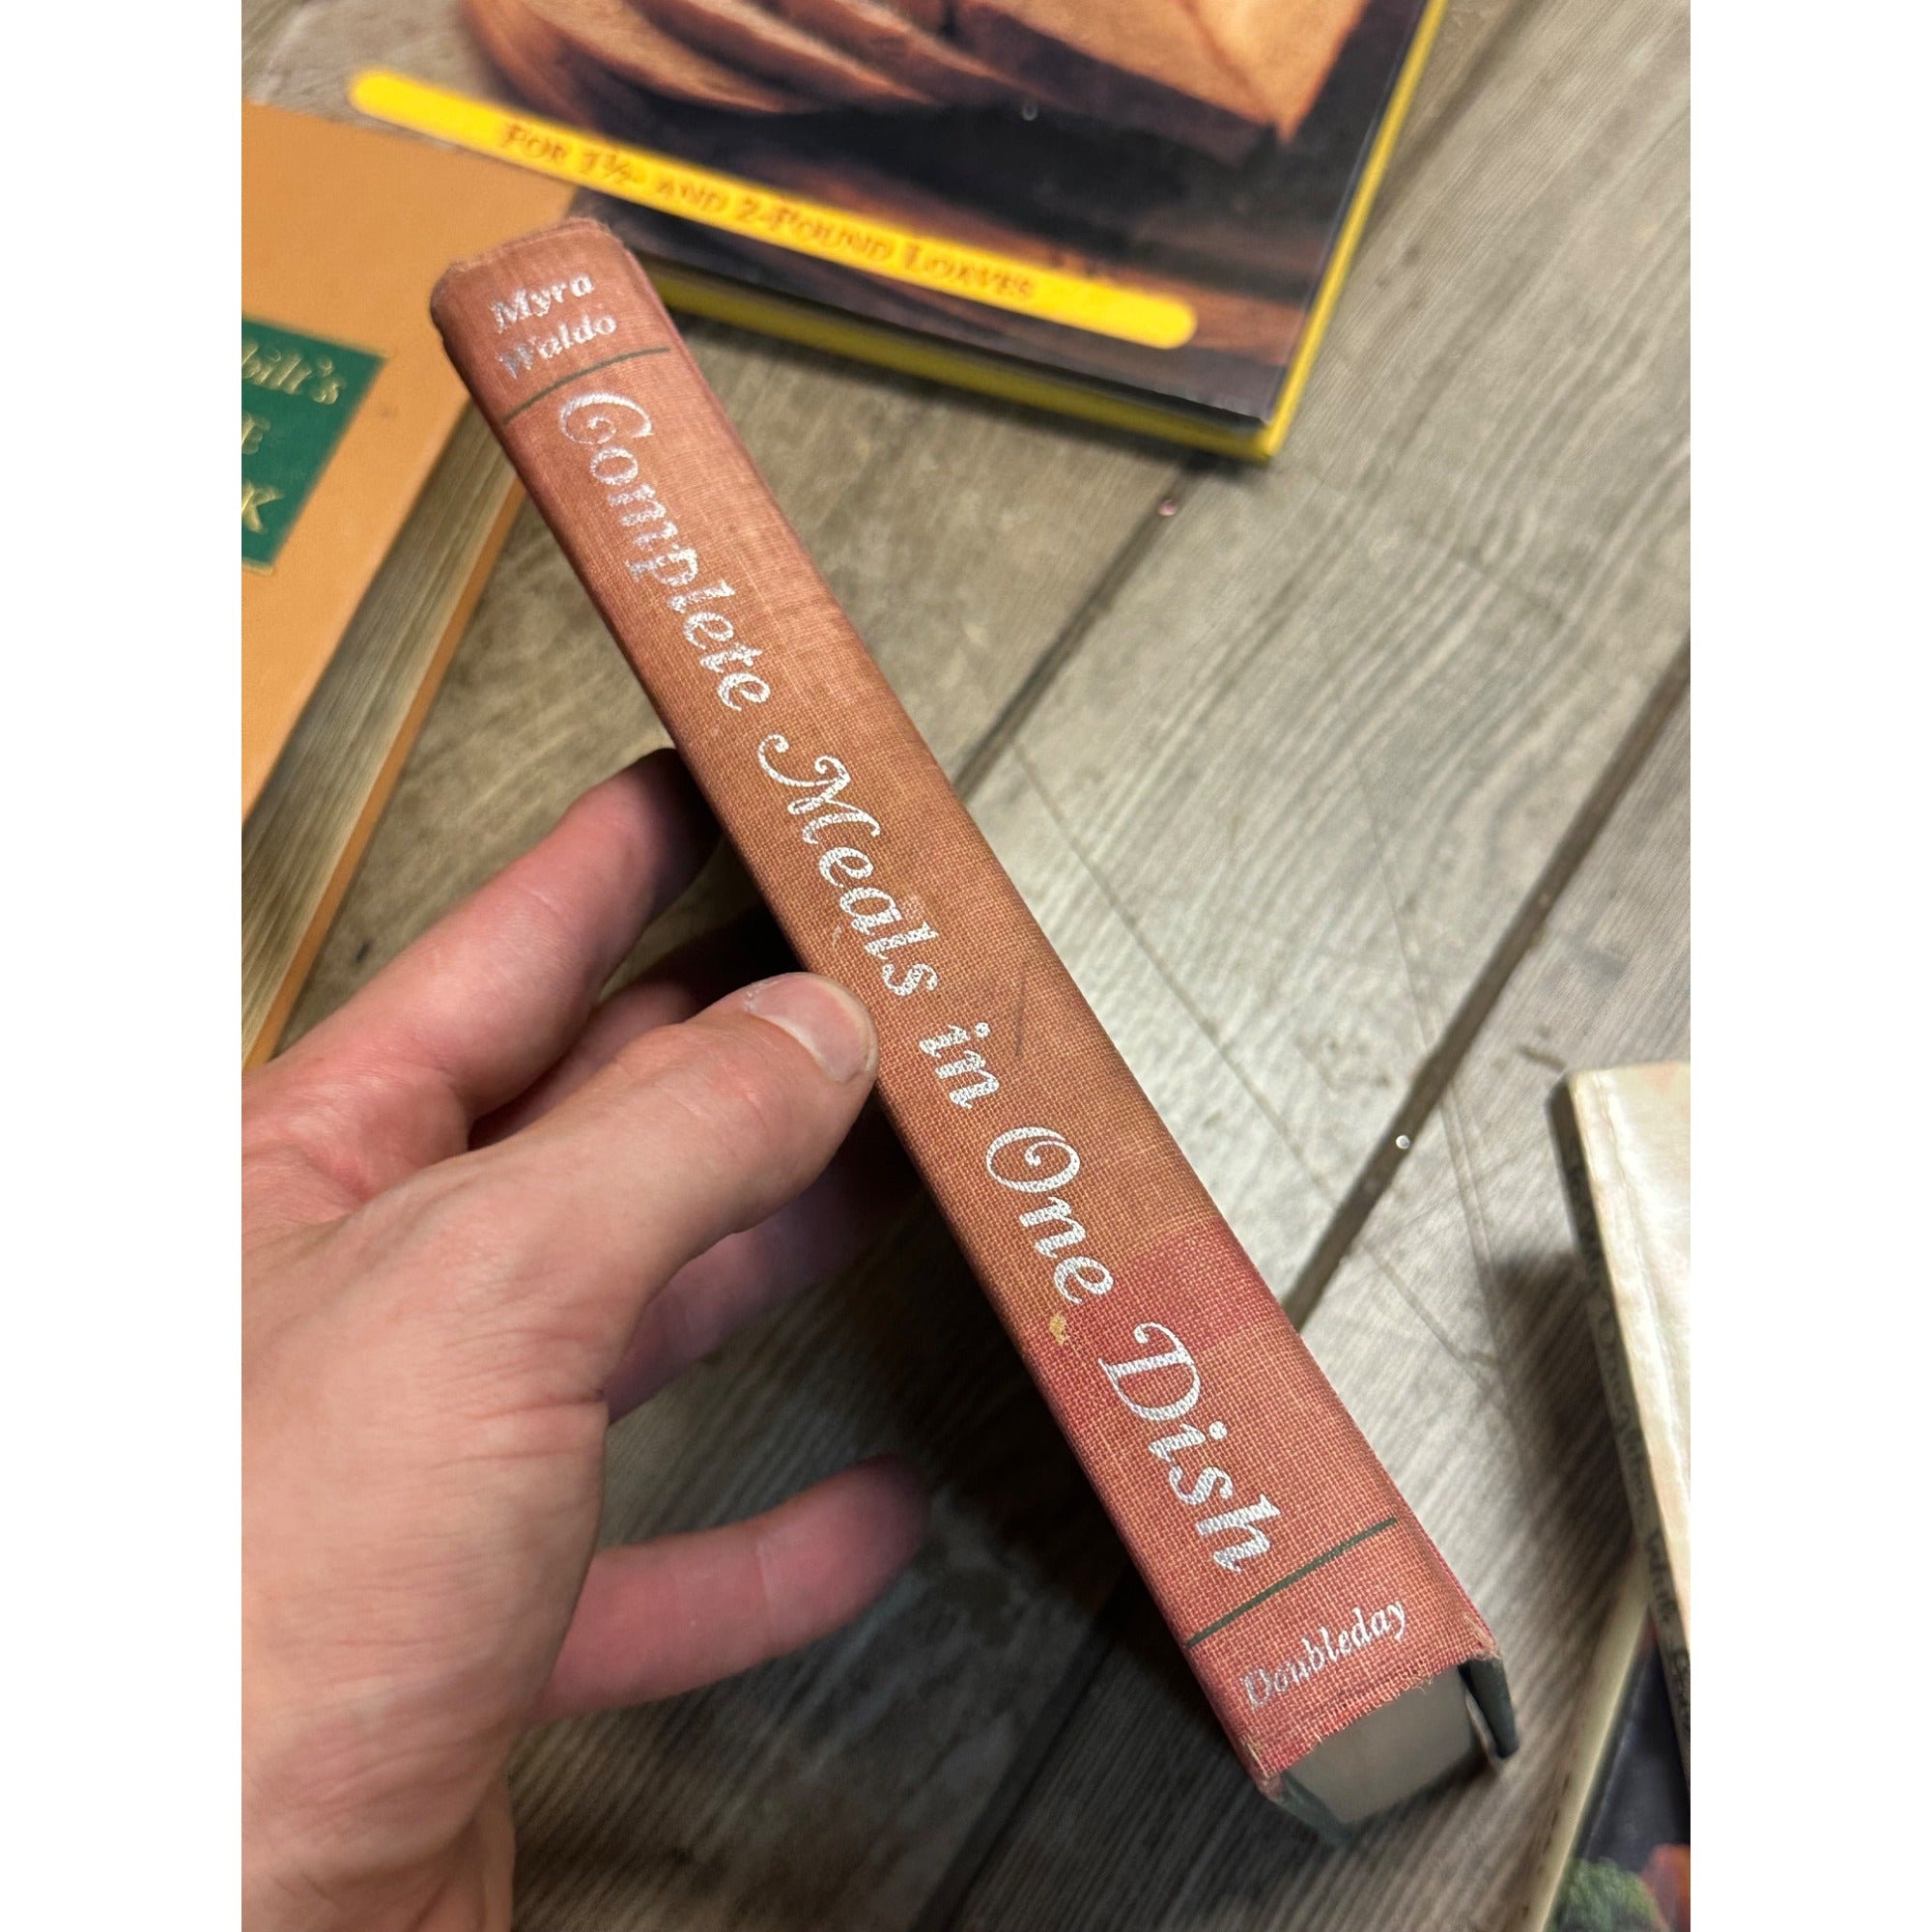 FOR 1½- AND 2-POUND LOAVES
Myra
Waldo
Complete Meals in One Dish
Doubleday